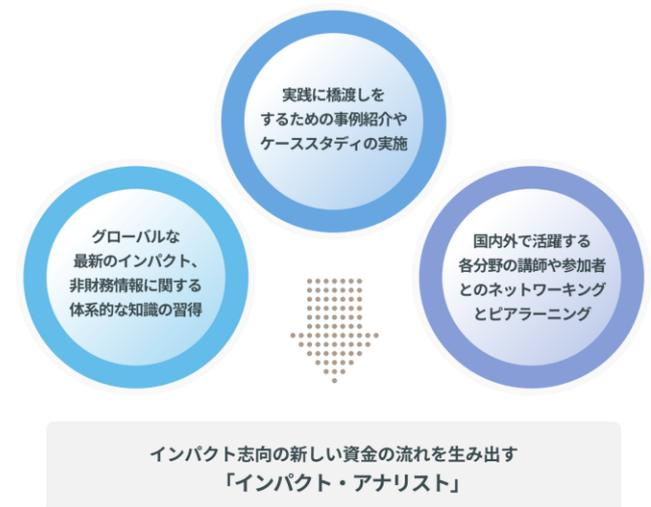 実践に橋渡しを
するための事例紹介や
ケーススタディの実施
グローバルな
最新のインパクト、
非財務情報に関する
体系的な知識の習得
国内外で活躍する
各分野の講師や参加者
とのネットワーキング
とピアラーニング
インパクト志向の新しい資金の流れを生み出す
「インパクト・アナリスト」